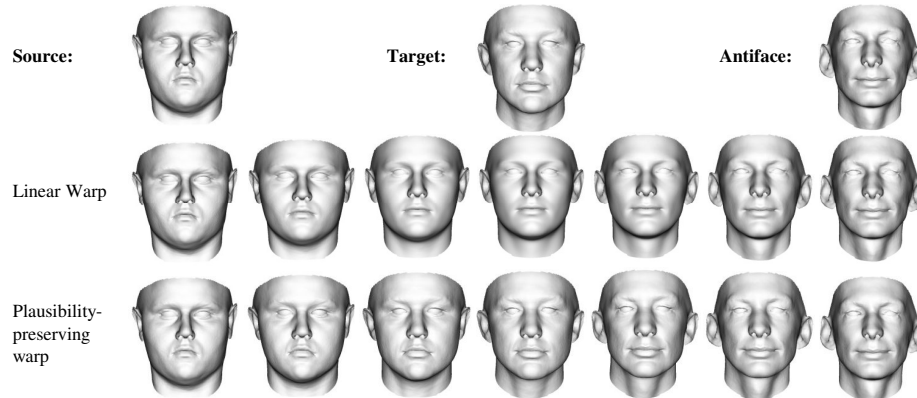 Source:
Target:
Antiface:
Linear Warp
Plausibility-
preserving
warp